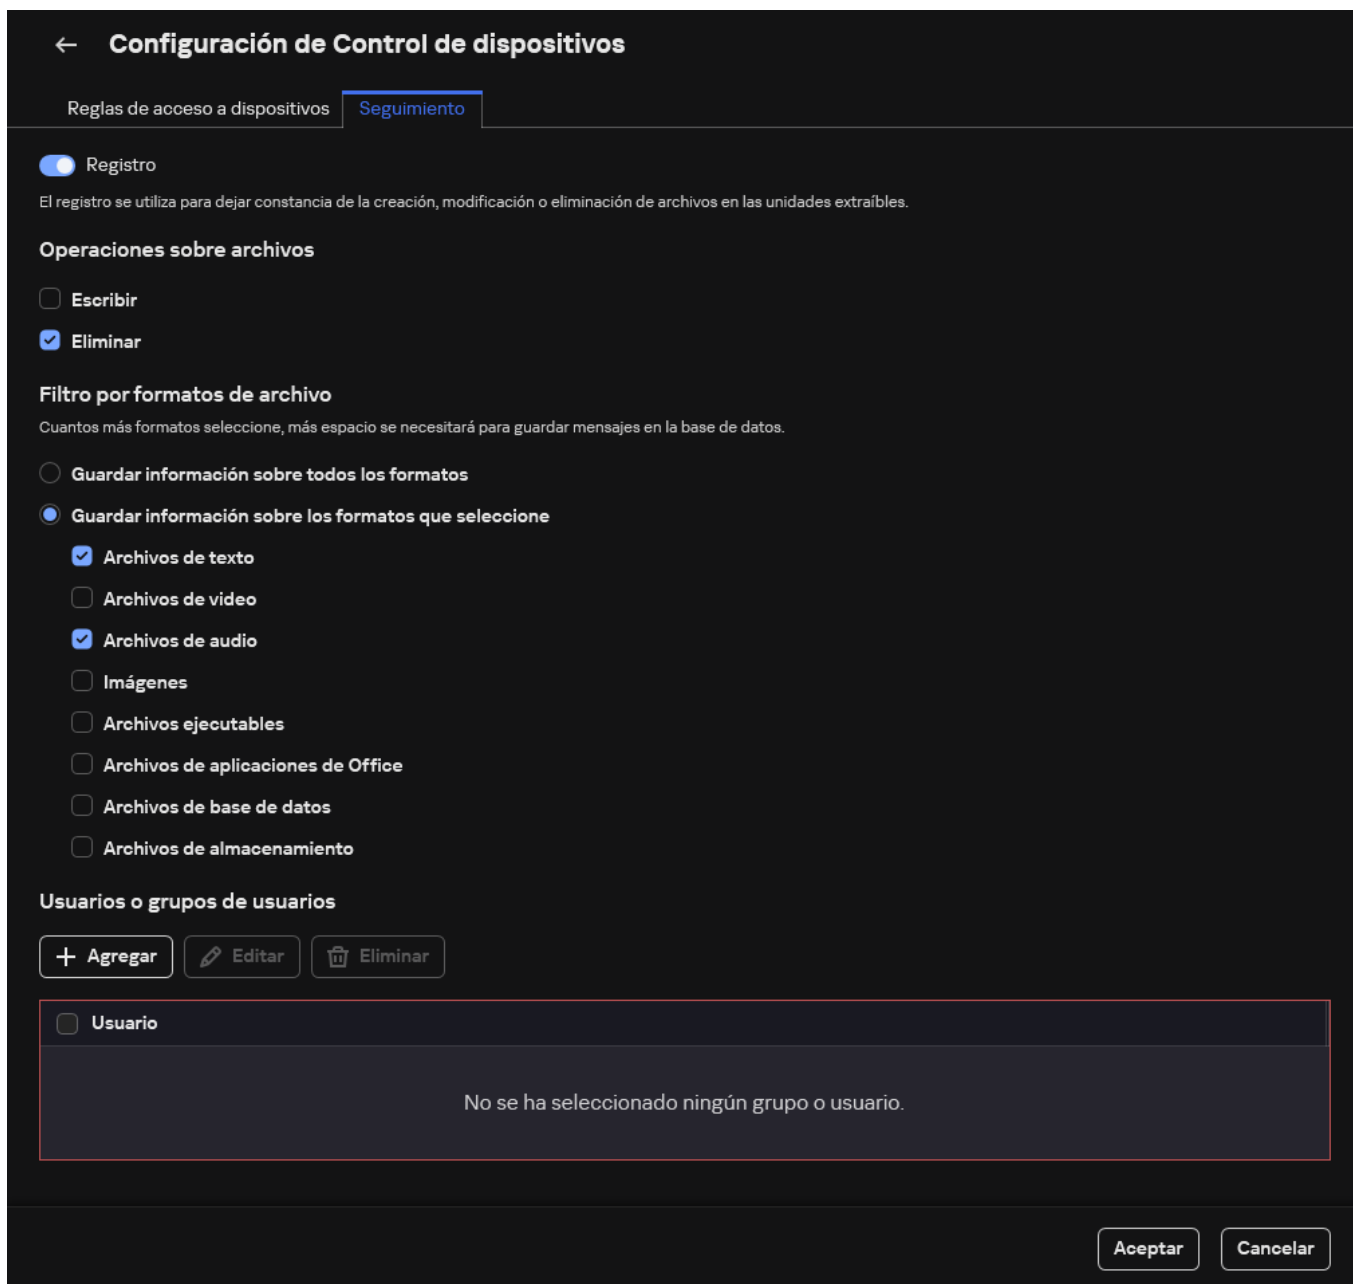 Configuración de Control de dispositivos
Reglas de acceso a dispositivos
Seguimiento
Registro
El registro se utiliza para dejar constancia de la creación, modificación o eliminación de archivos en las unidades extraíbles.
Operaciones sobre archivos
Escribir
Eliminar
Filtro por formatos de archivo
Cuantos más formatos seleccione, más espacio se necesitará para guardar mensajes en la base de datos.
Guardar información sobre todos los formatos
Guardar información sobre los formatos que seleccione
Archivos de texto
Archivos de video
Archivos de audio
Imágenes
Archivos ejecutables
Archivos de aplicaciones de Office
Archivos de base de datos
Archivos de almacenamiento
Usuarios o grupos de usuarios
Agregar
Editar
Eliminar
Usuario
No se ha seleccionado ningún grupo o usuario.
Aceptar
Cancelar